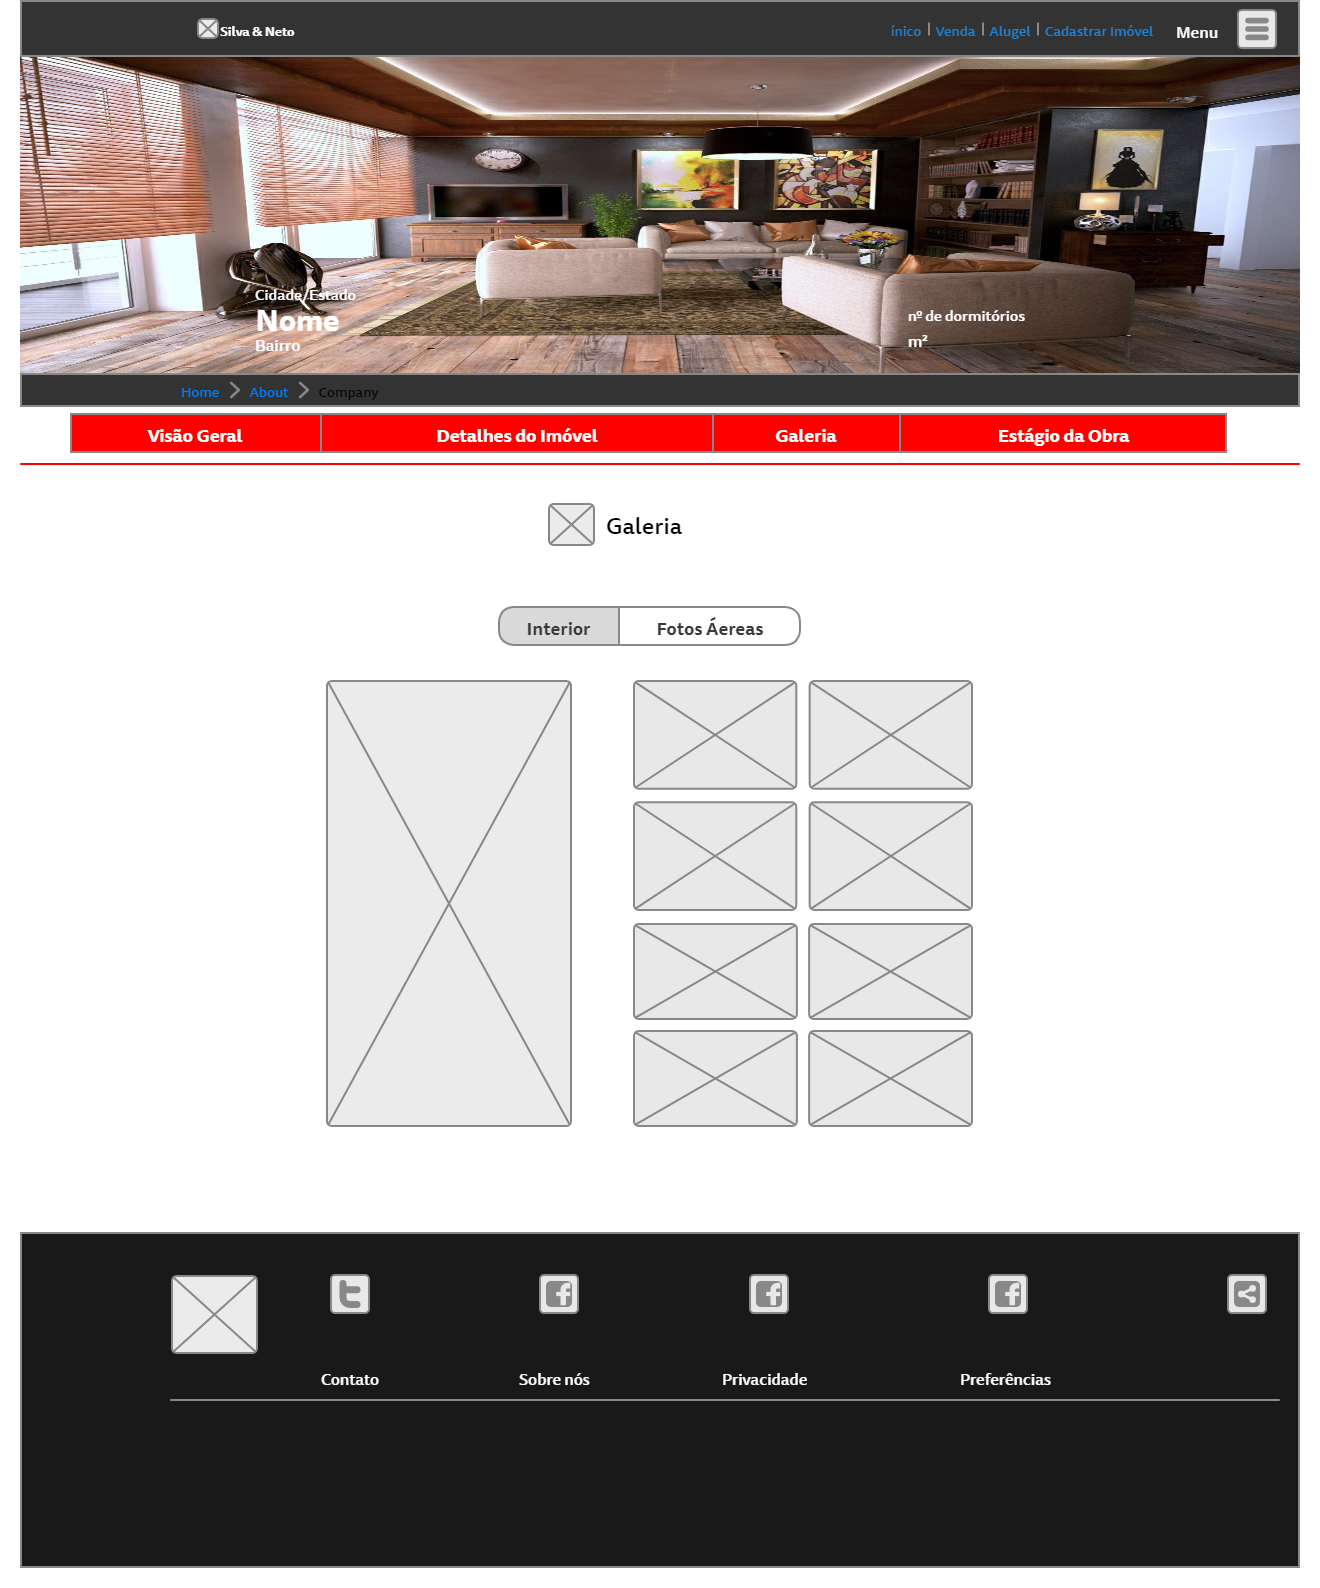 Silva & Neto
ínico | Venda | Alugel | Cadastrar Imóvel
Menu
Cidade/Estado
Nome
Bairro
nº de dormitórios
m²
Home > About > Company
Visão Geral
Detalhes do Imóvel
Galeria
Estágio da Obra
Galeria
Interior
Fotos Áereas
Contato
Sobre nós
Privacidade
Preferências